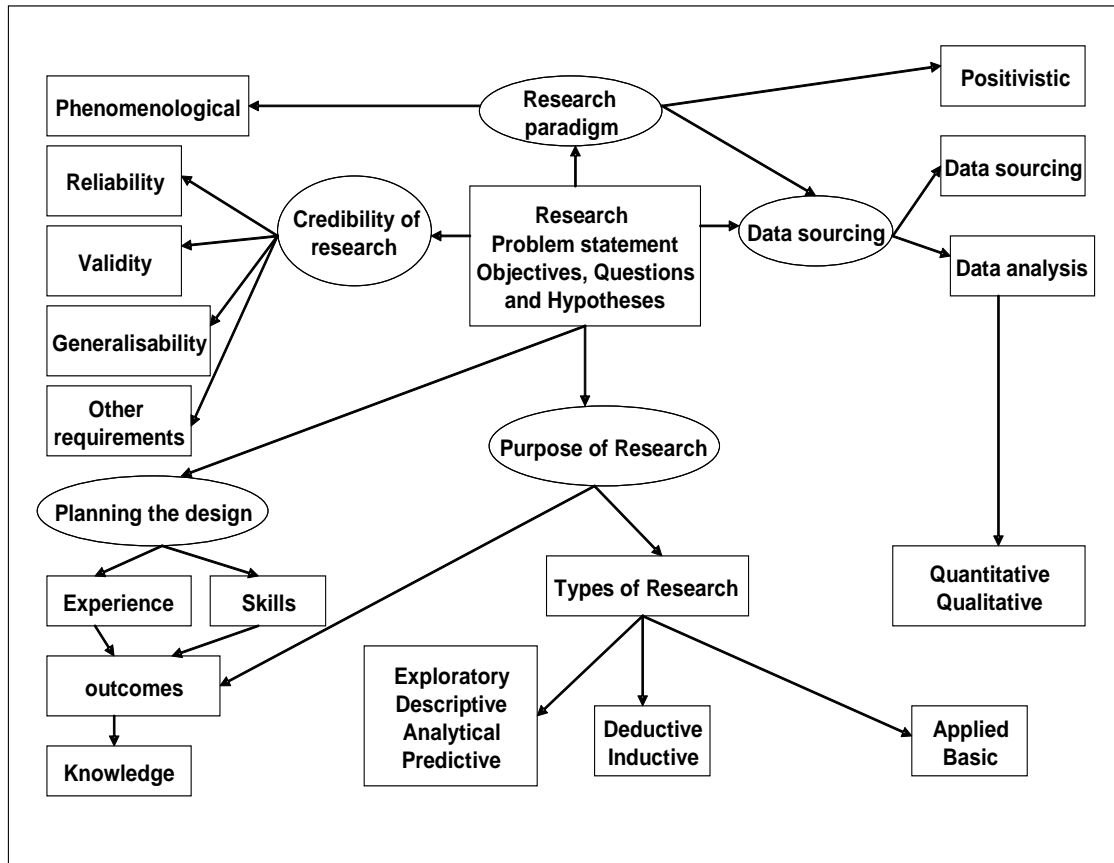 Research
paradigm
Positivistic
Phenomenological
Reliability
Validity
Generalisability
Other
requirements
Credibility of
research
Research
Problem statement
Objectives, Questions
and Hypotheses
Data sourcing
Data sourcing
Data analysis
Quantitative
Qualitative
Purpose of Research
Planning the design
Experience
Skills
outcomes
Knowledge
Types of Research
Exploratory
Descriptive
Analytical
Predictive
Deductive
Inductive
Applied
Basic